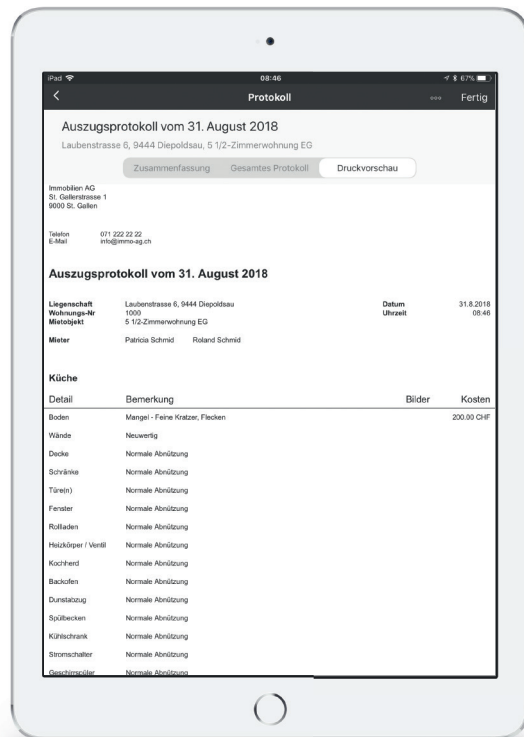 iPad 08:46 67%
Protokoll Fertig
Auszugsprotokoll vom 31. August 2018
Laubenstrasse 6, 9444 Diepoldsau, 5 1/2-Zimmerwohnung EG
Zusammenfassung Gesamtes Protokoll Druckvorschau
Immobilien AG
St. Gallerstrasse 1
9000 St. Gallen
Telefon 071 222 22 22
E-Mail info@immo-ag.ch
Auszugsprotokoll vom 31. August 2018
Liegenschaft Laubenstrasse 6, 9444 Diepoldsau Datum 31.8.2018
Wohnungs-Nr 1000 Uhrzeit 08:46
Mietobjekt 5 1/2-Zimmerwohnung EG
Mieter Patricia Schmid Roland Schmid
Küche
Detail Bemerkung Bilder Kosten
Boden Mangel - Feine Kratzer, Flecken 200.00 CHF
Wände Neuwertig
Decke Normale Abnützung
Schränke Normale Abnützung
Türe(n) Normale Abnützung
Fenster Normale Abnützung
Rollladen Normale Abnützung
Heizkörper / Ventil Normale Abnützung
Kochherd Normale Abnützung
Backofen Normale Abnützung
Dunstabzug Normale Abnützung
Spülbecken Normale Abnützung
Kühlschrank Normale Abnützung
Stromschalter Normale Abnützung
Geschirrspüler Normale Abnützung